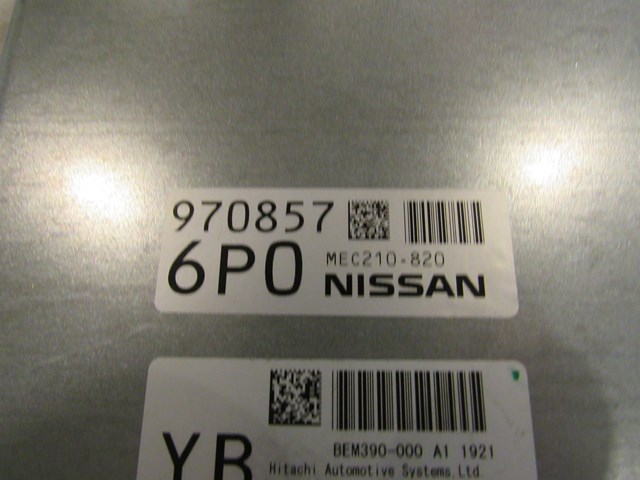 970857
6P0 MEC210-820
NISSAN
BEM390-000 A1 1921
YB Hitachi Automotive Systems.Ltd